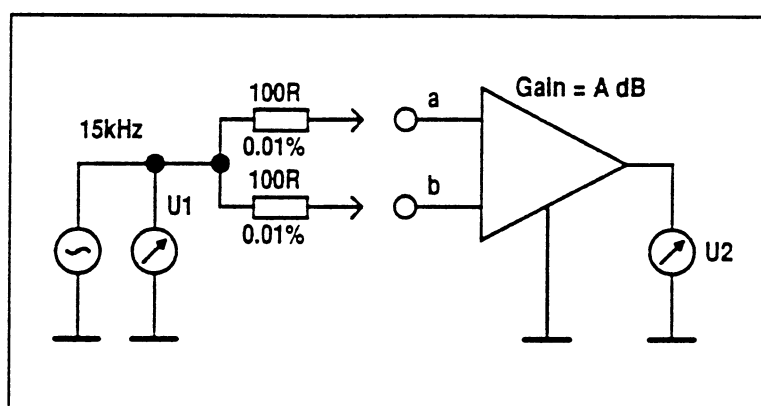 100R
0.01%
100R
0.01%
15kHz
U1
a
b
Gain = A dB
U2